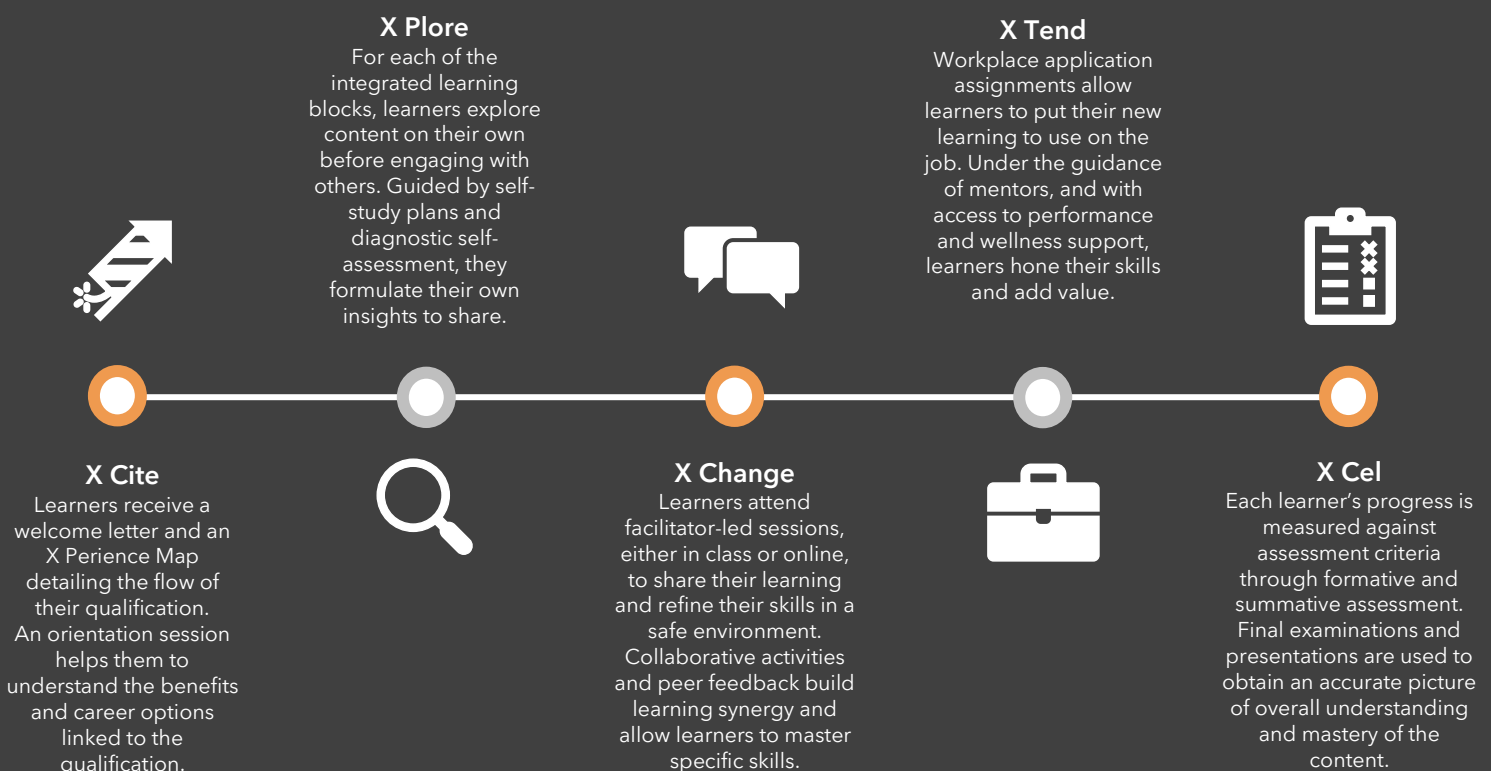 X Plore
For each of the
integrated learning
blocks, learners explore
content on their own
before engaging with
others. Guided by self-
study plans and
diagnostic self-
assessment, they
formulate their own
insights to share.
X Tend
Workplace application
assignments allow
learners to put their new
learning to use on the
job. Under the guidance
of mentors, and with
access to performance
and wellness support,
learners hone their skills
and add value.
X Cite
Learners receive a
welcome letter and an
X Perience Map
detailing the flow of
their qualification.
An orientation session
helps them to
understand the benefits
and career options
linked to the
qualification.
X Change
Learners attend
facilitator-led sessions,
either in class or online,
to share their learning
and refine their skills in a
safe environment.
Collaborative activities
and peer feedback build
learning synergy and
allow learners to master
specific skills.
X Cel
Each learner’s progress is
measured against
assessment criteria
through formative and
summative assessment.
Final examinations and
presentations are used to
obtain an accurate picture
of overall understanding
and mastery of the
content.